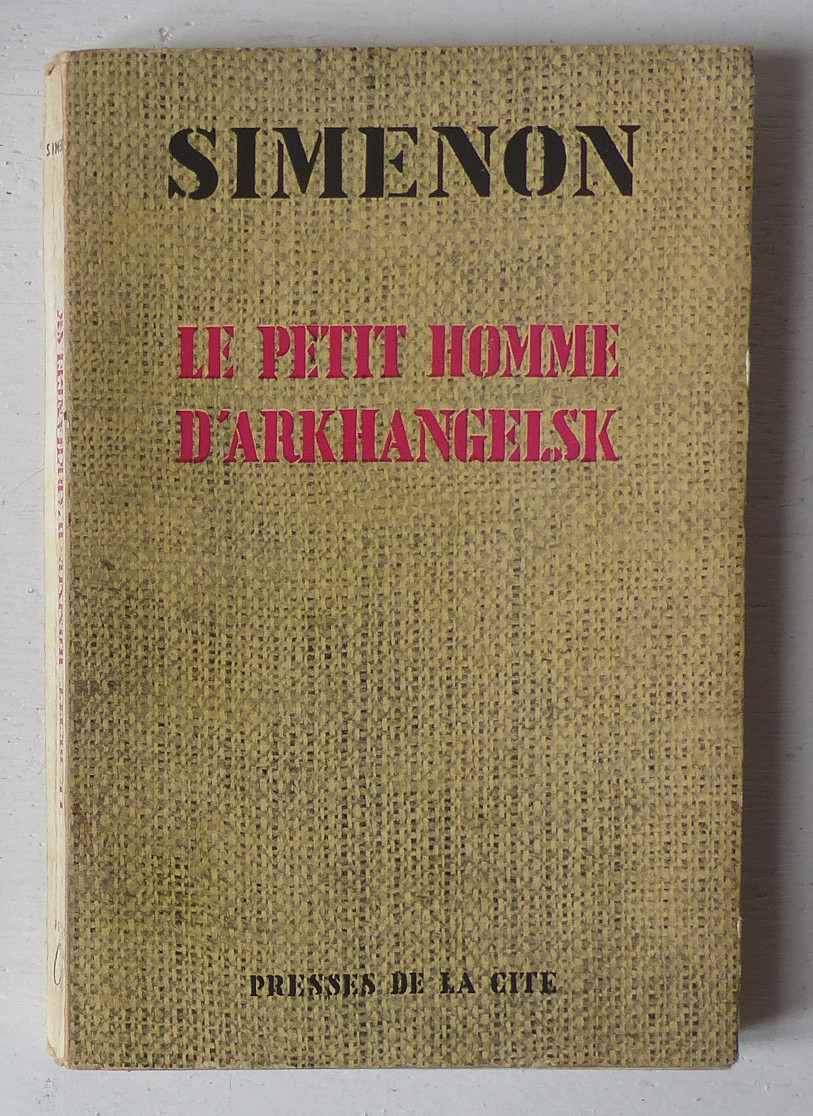 SIMENON
LE PETIT HOMME
D'ARKHANGELSK
PRESSES DE LA CITE